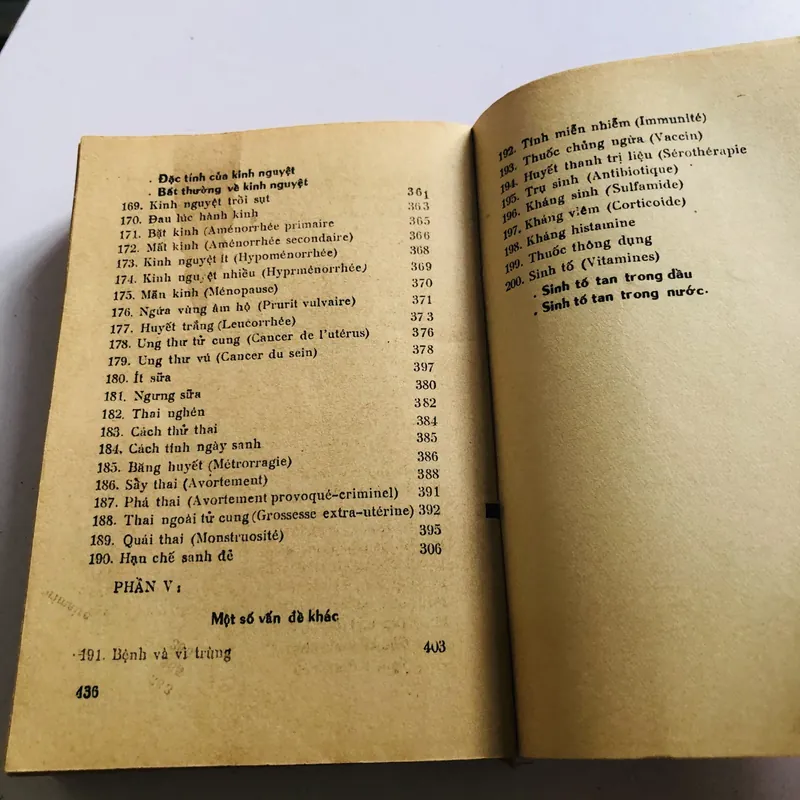 . Đặc tính của kinh nguyệt
. Bất thường về kinh nguyệt
169. Kinh nguyệt trồi sụt 361
170. Đau lúc hành kinh 363
171. Bặt kinh (Aménorrhée primaire 365
172. Mất kinh (Aménorrhée secondaire) 366
173. Kinh nguyệt ít (Hypoménorrhée) 368
174. Kinh nguyệt nhiều (Hyprménorrhée) 369
175. Mãn kinh (Ménopause) 370
176. Ngứa vùng âm hộ (Prurit vulvaire) 371
177. Huyết trắng (Leucorrhée) 373
178. Ung thư tử cung (Cancer de l'utérus) 376
179. Ung thư vú (Cancer du sein) 378
180. Ít sữa 397
181. Ngưng sữa 380
182. Thai nghén 382
183. Cách thử thai 384
184. Cách tính ngày sanh 385
185. Băng huyết (Métrorragie) 386
186. Sẩy thai (Avortement) 388
187. Phá thai (Avortement provoqué-criminel) 391
188. Thai ngoài tử cung (Grossesse extra-utérine) 392
189. Quái thai (Monstruosité) 395
190. Hạn chế sanh đẻ 306
PHẦN V :
Một số vấn đề khác
191. Bệnh và vi trùng 403
436
192. Tính miễn nhiễm (Immunité)
193. Thuốc chủng ngừa (Vaccin)
194. Huyết thanh trị liệu (Sérothérapie
195. Trụ sinh (Antibiotique)
196. Kháng sinh (Sulfamide)
197. Kháng viêm (Corticoide)
198. Kháng histamine
199. Thuốc thông dụng
200. Sinh tố (Vitamines)
. Sinh tố tan trong dầu
. Sinh tố tan trong nước.